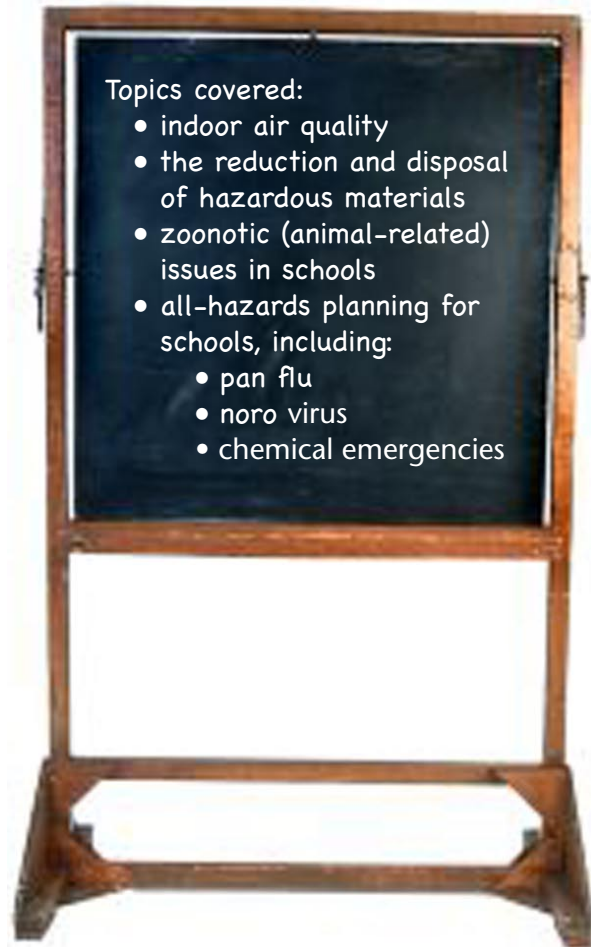 Topics covered:
• indoor air quality
• the reduction and disposal
of hazardous materials
• zoonotic (animal-related)
issues in schools
• all-hazards planning for
schools, including:
• pan flu
• noro virus
• chemical emergencies